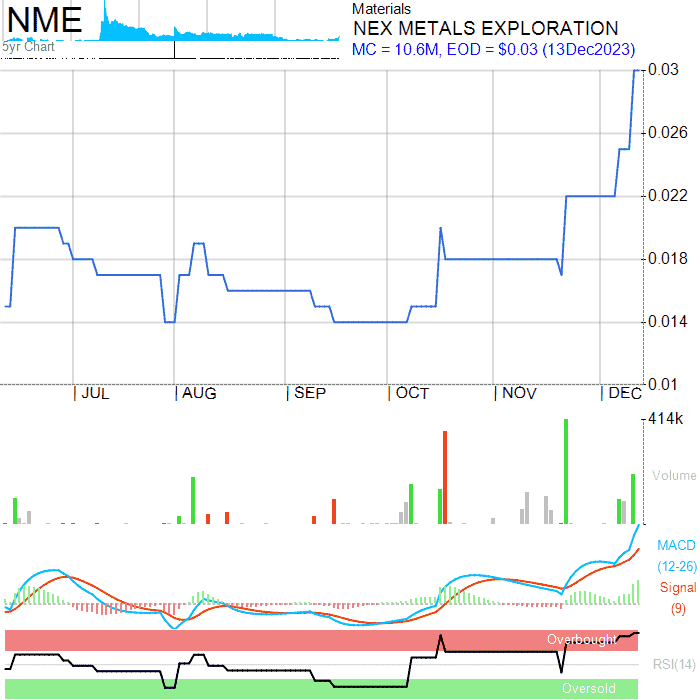 NME
5yr Chart
Materials
NEX METALS EXPLORATION
MC = 10.6M, EOD = $0.03 (13Dec2023)
0.03
0.026
0.022
0.018
0.014
0.01
JUL AUG SEP OCT NOV DEC
414k
Volume
MACD
(12-26)
Signal
(9)
Overbought
RSI(14)
Oversold